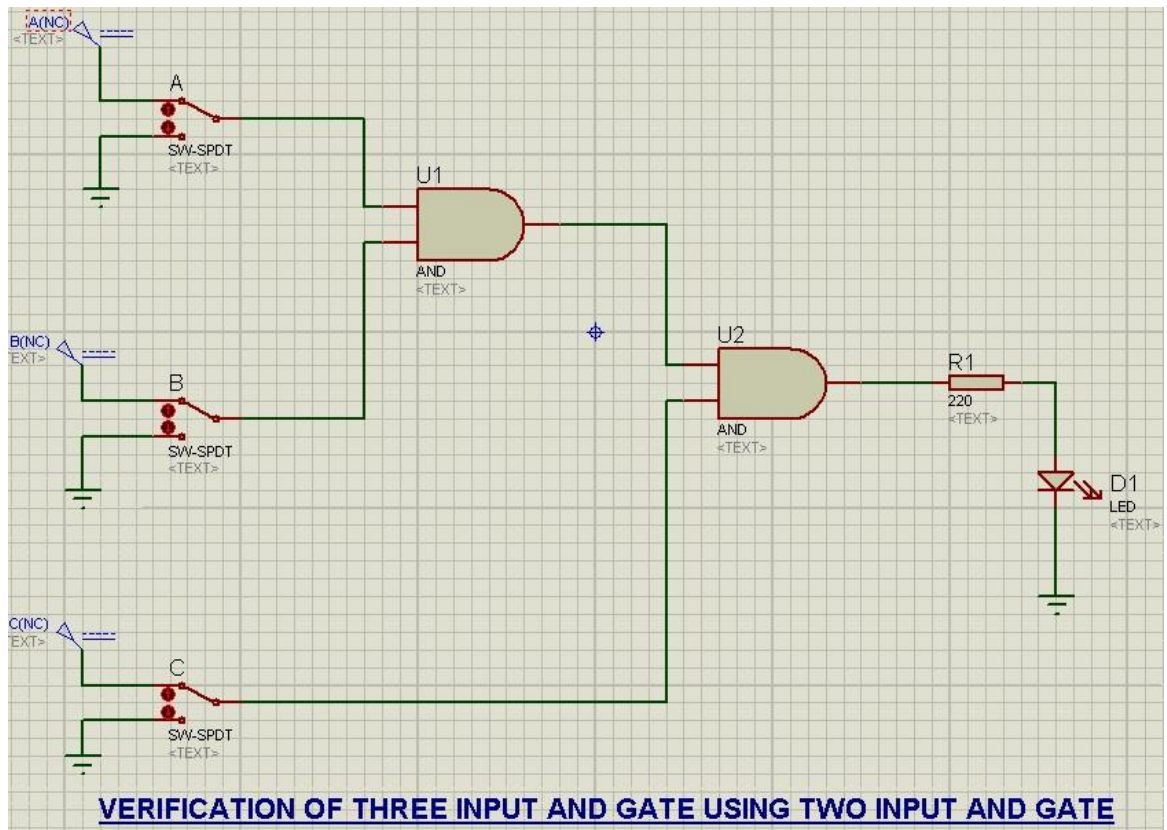 A(NC)
<TEXT>
A
SW-SPDT
<TEXT>
U1
AND
<TEXT>
B(NC)
TEXT>
B
SW-SPDT
<TEXT>
U2
AND
<TEXT>
R1
220
<TEXT>
D1
LED
<TEXT>
C(NC)
TEXT>
C
SW-SPDT
<TEXT>
VERIFICATION OF THREE INPUT AND GATE USING TWO INPUT AND GATE